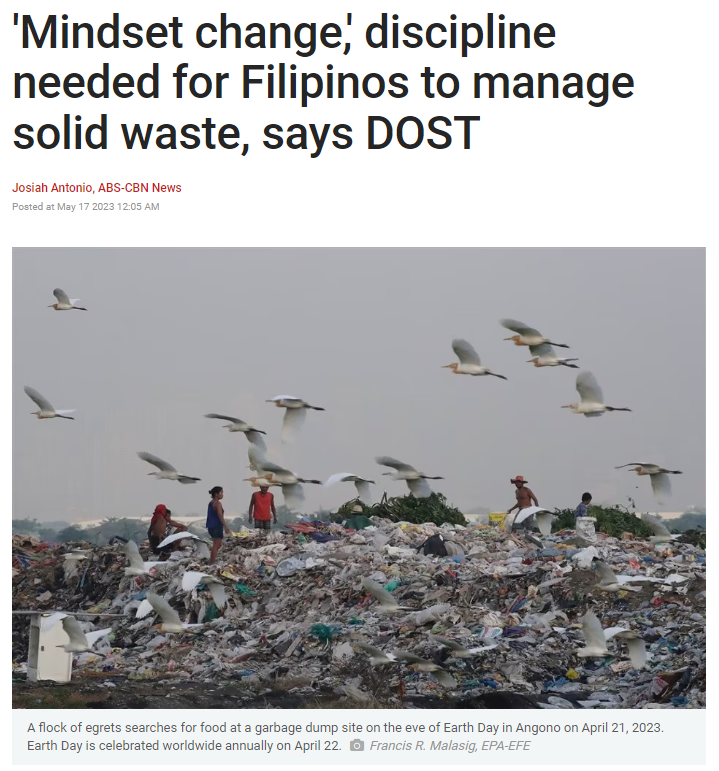 'Mindset change,' discipline
needed for Filipinos to manage
solid waste, says DOST
Josiah Antonio, ABS-CBN News
Posted at May 17 2023 12:05 AM
A flock of egrets searches for food at a garbage dump site on the eve of Earth Day in Angono on April 21, 2023.
Earth Day is celebrated worldwide annually on April 22. Francis R. Malasig, EPA-EFE